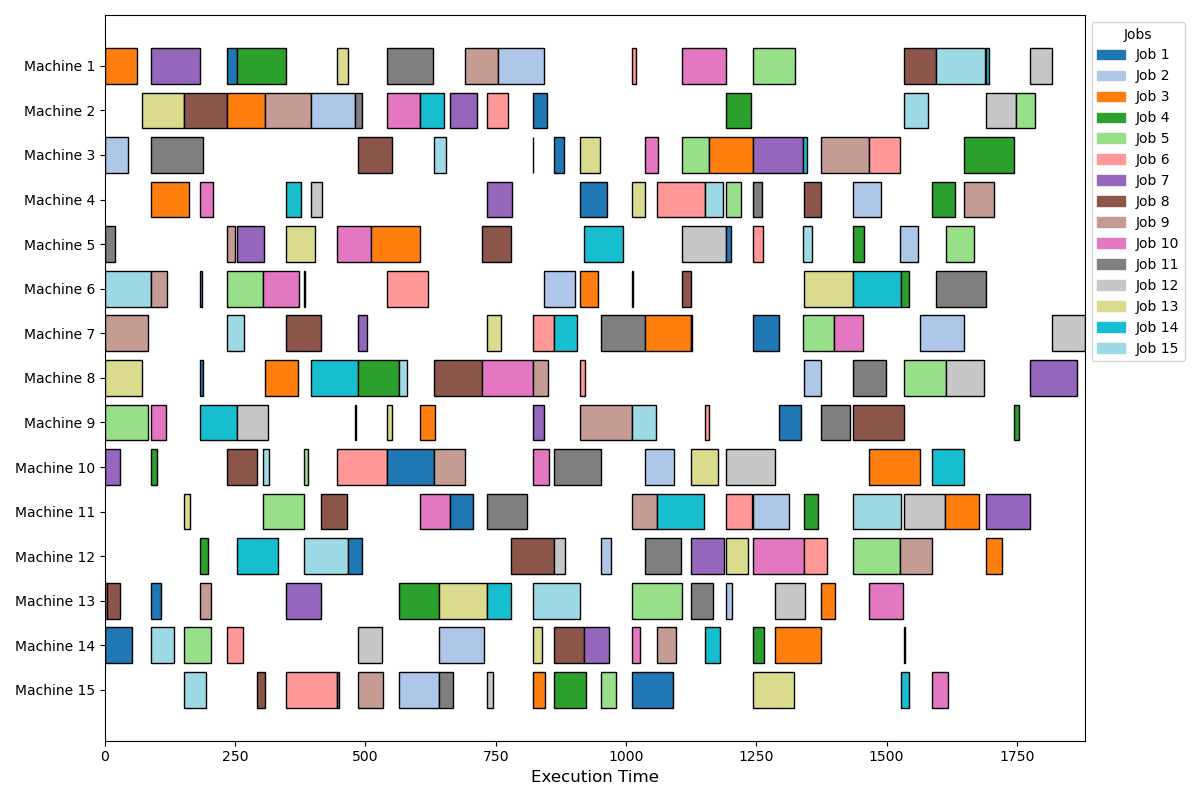 Machine 1
Machine 2
Machine 3
Machine 4
Machine 5
Machine 6
Machine 7
Machine 8
Machine 9
Machine 10
Machine 11
Machine 12
Machine 13
Machine 14
Machine 15
0 250 500 750 1000 1250 1500 1750
Execution Time
Jobs
Job 1
Job 2
Job 3
Job 4
Job 5
Job 6
Job 7
Job 8
Job 9
Job 10
Job 11
Job 12
Job 13
Job 14
Job 15